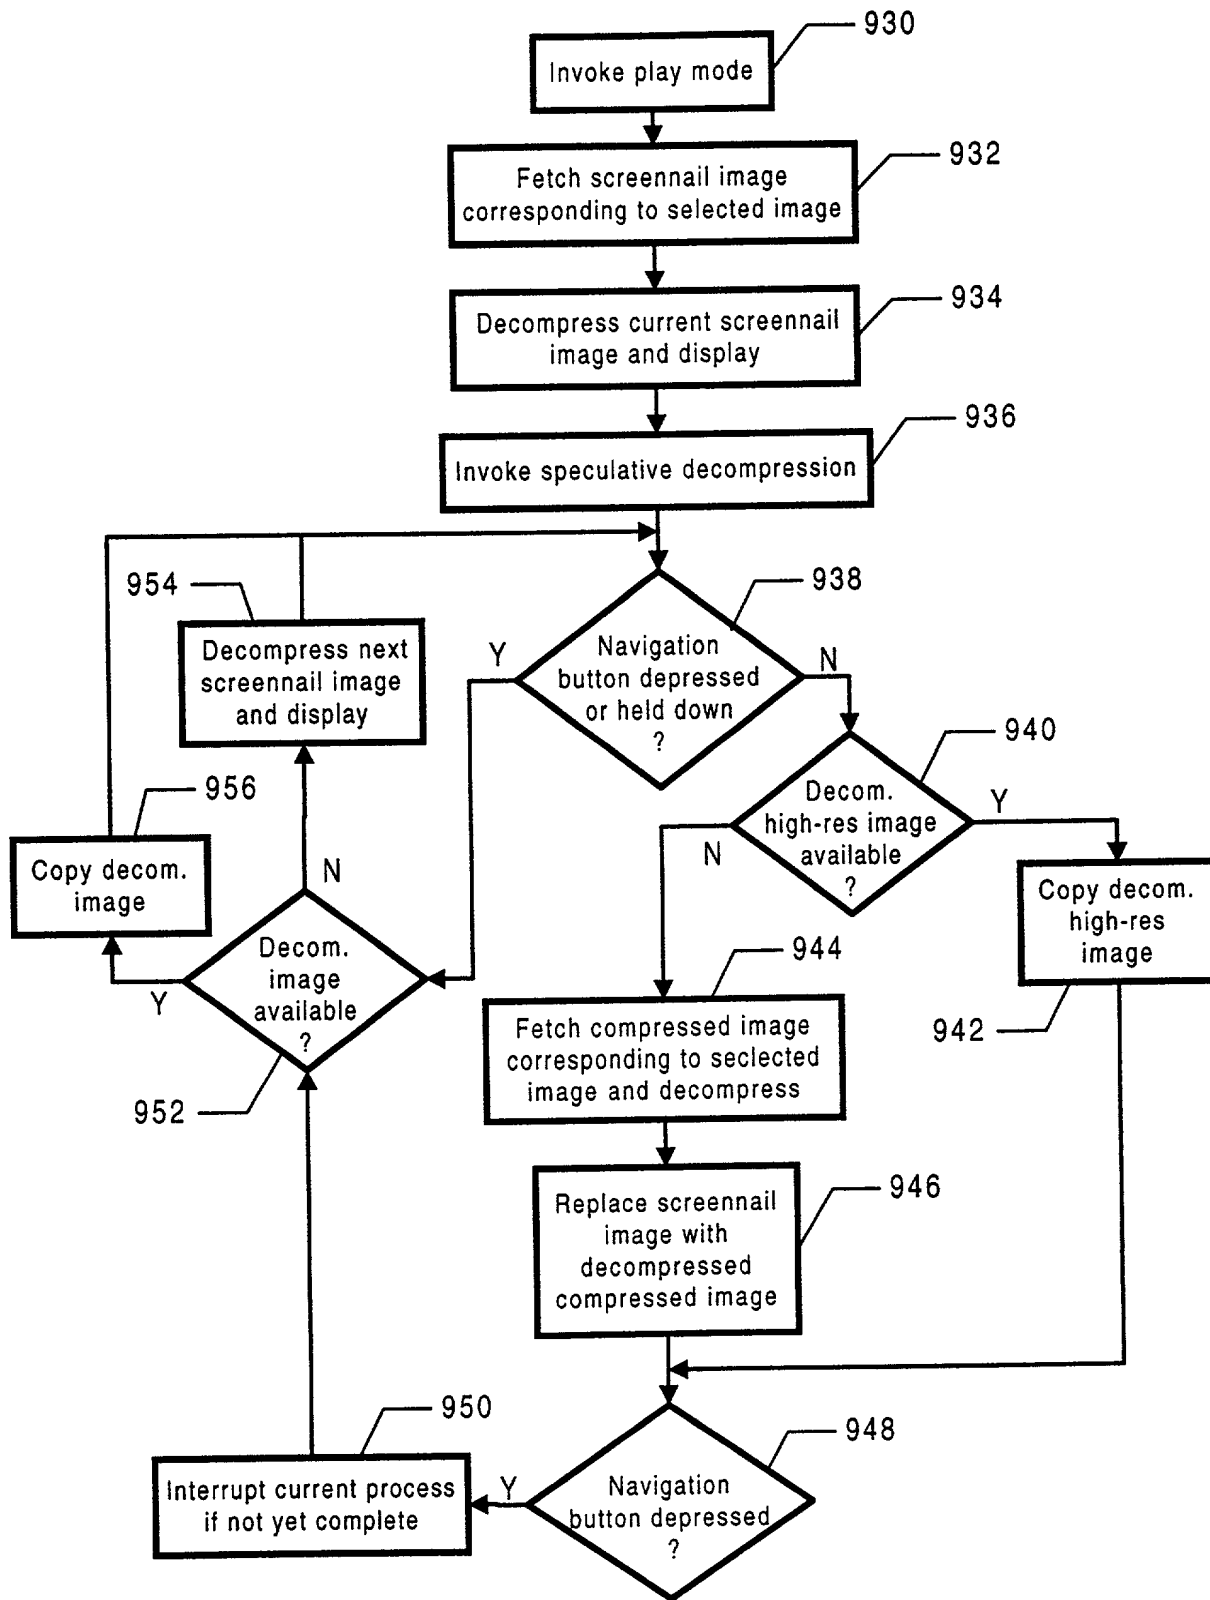 930
Invoke play mode
932
Fetch screennail image
corresponding to selected image
934
Decompress current screennail
image and display
936
Invoke speculative decompression
938
Navigation
button depressed
or held down
?
Y
N
954
Decompress next
screennail image
and display
940
Decom.
high-res image
available
?
N
Y
956
Copy decom.
image
942
Copy decom.
high-res
image
952
Decom.
image
available
?
N
Y
944
Fetch compressed image
corresponding to seclected
image and decompress
946
Replace screennail
image with
decompressed
compressed image
948
Navigation
button depressed
?
Y
950
Interrupt current process
if not yet complete